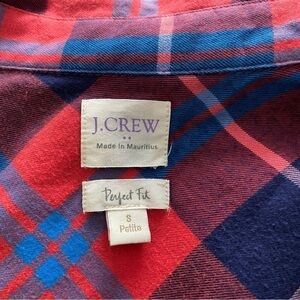 J.CREW
Made in Mauritius
Perfect Fit
S
Petite